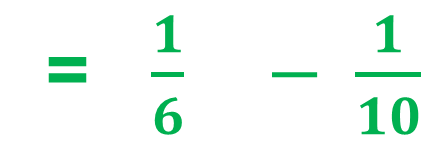 = 1/6 − 1/10